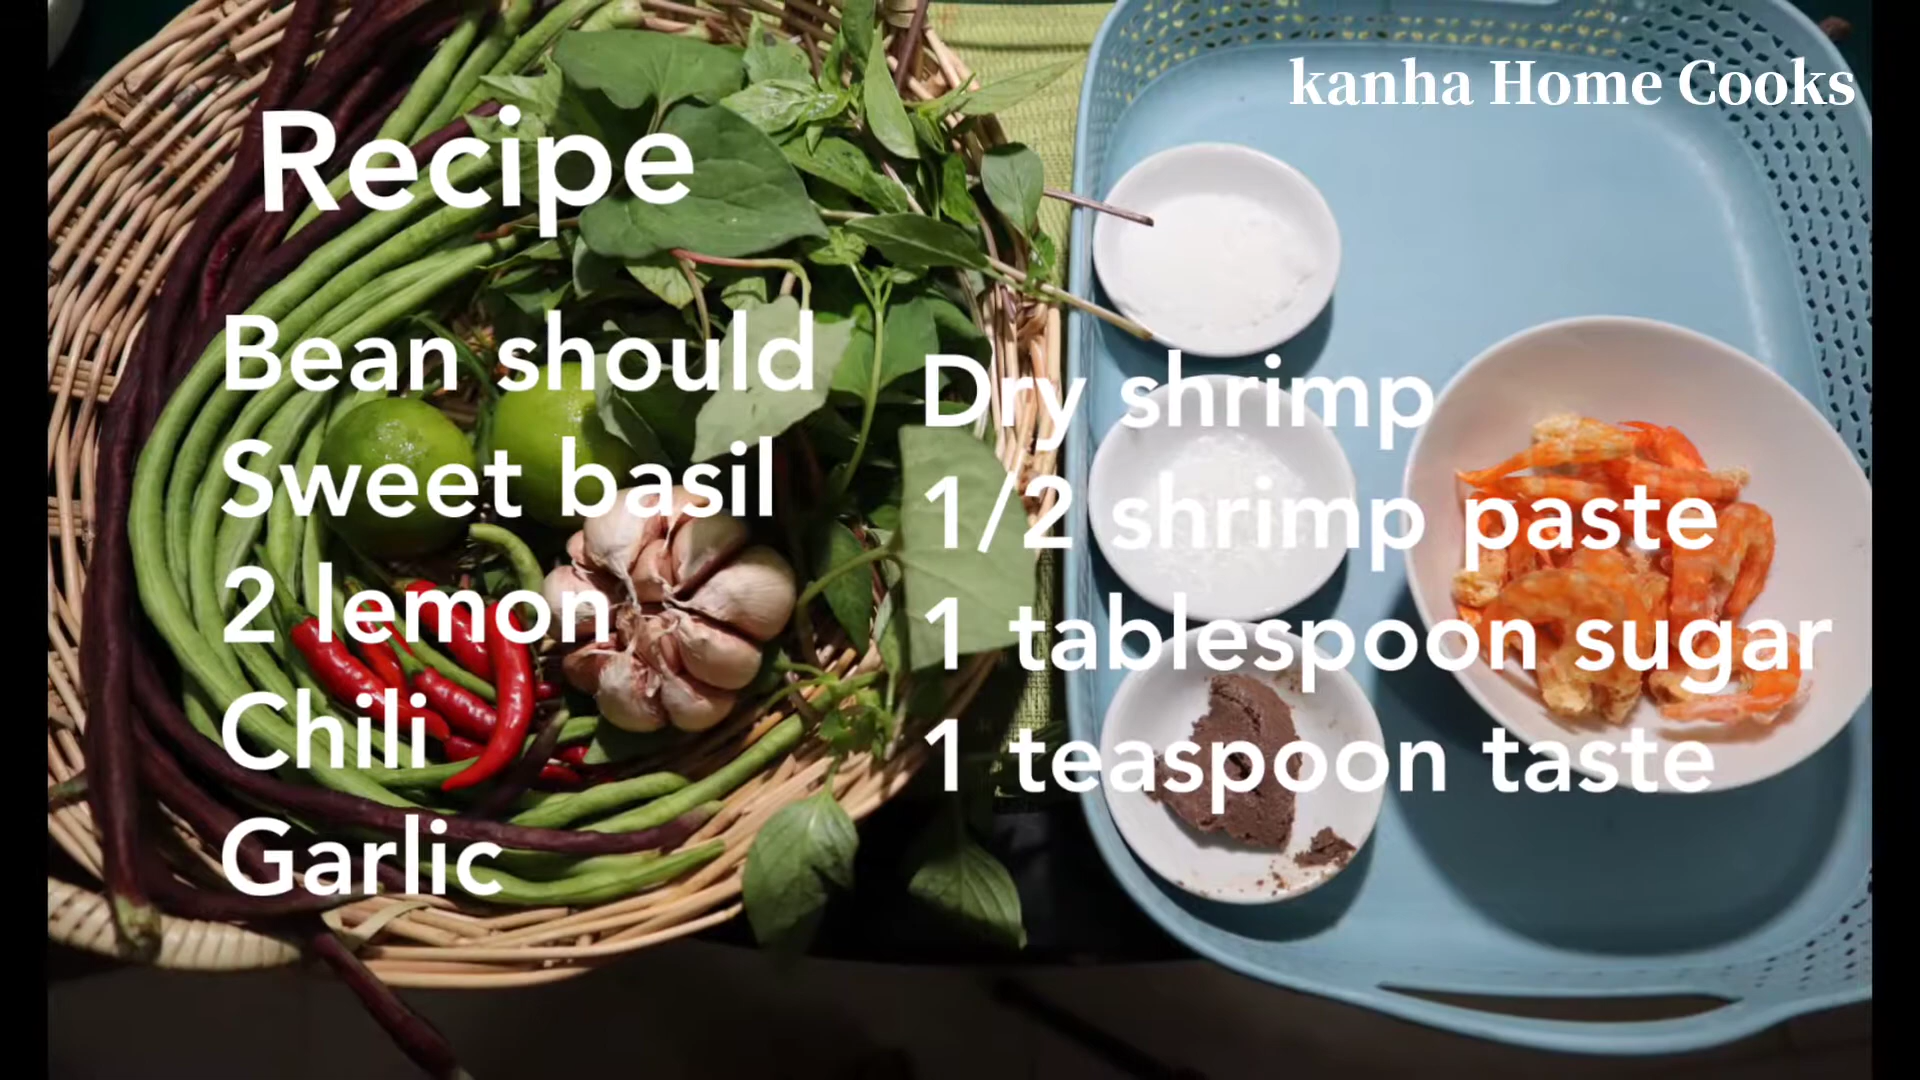 kanha Home Cooks
Recipe
Bean should
Sweet basil
2 lemon
Chili
Garlic
Dry shrimp
1/2 shrimp paste
1 tablespoon sugar
1 teaspoon taste